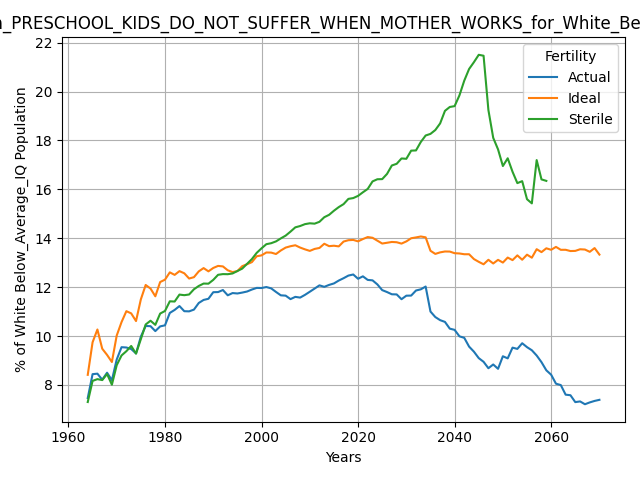 PRESCHOOL_KIDS_DO_NOT_SUFFER_WHEN_MOTHER_WORKS_for_White_Be
% of White Below_Average_IQ Population
22
20
18
16
14
12
10
8
1960
1980
2000
2020
2040
2060
Years
Fertility
Actual
Ideal
Sterile